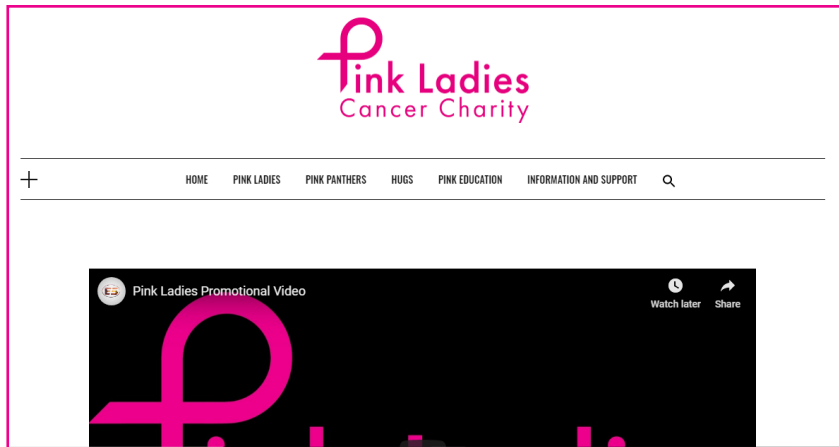 Pink Ladies
Cancer Charity
HOME PINK LADIES PINK PANTHERS HUGS PINK EDUCATION INFORMATION AND SUPPORT
Pink Ladies Promotional Video
Watch later Share